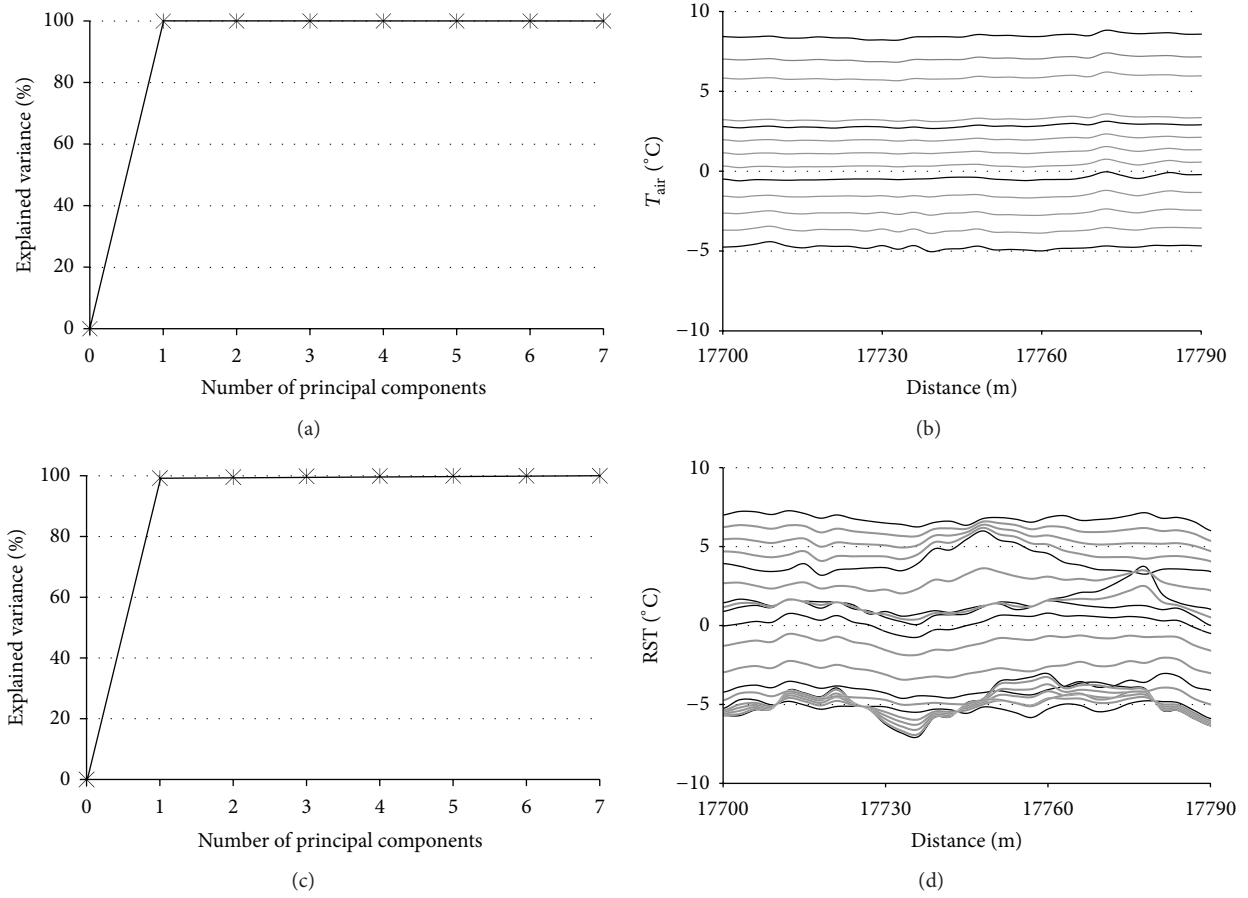 Explained variance (%)
100
80
60
40
20
0
0 1 2 3 4 5 6 7
Number of principal components
(a)
T_air (°C)
10
5
0
−5
−10
17700 17730 17760 17790
Distance (m)
(b)
Explained variance (%)
100
80
60
40
20
0
0 1 2 3 4 5 6 7
Number of principal components
(c)
RST (°C)
10
5
0
−5
−10
17700 17730 17760 17790
Distance (m)
(d)